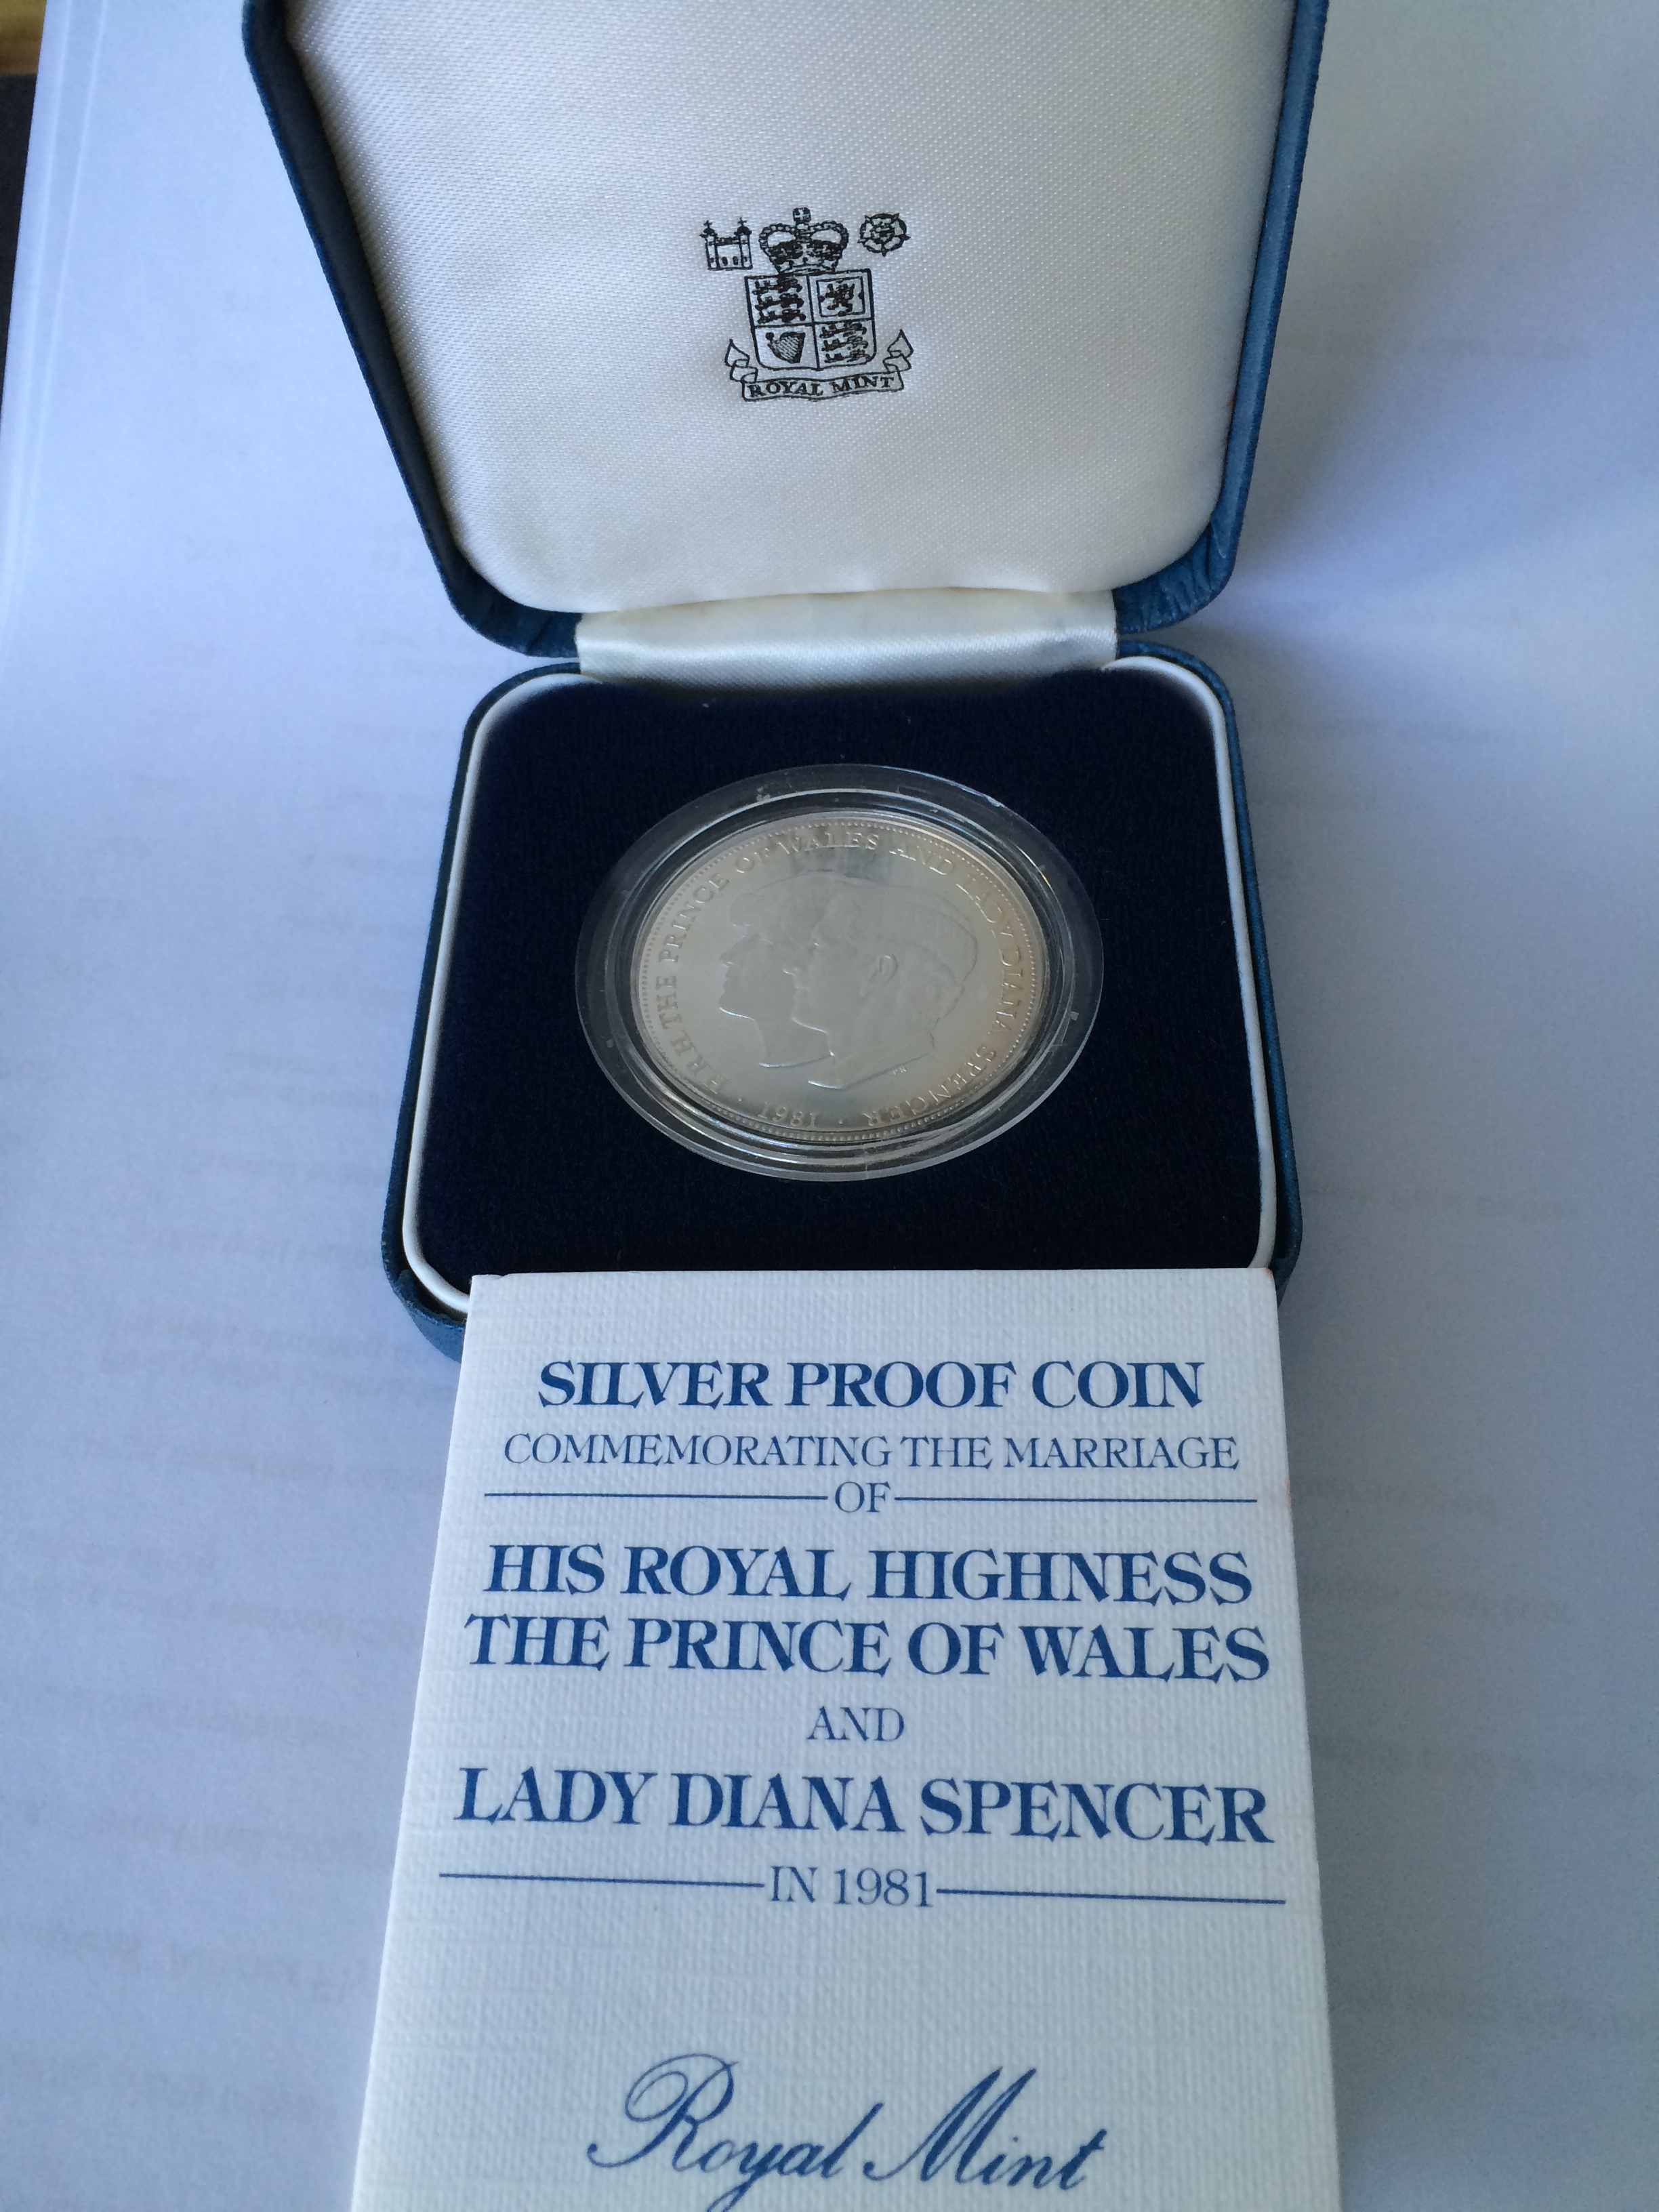 ROYAL MINT
H.R.H. THE PRINCE OF WALES AND LADY DIANA SPENCER
· 1981 ·
SILVER PROOF COIN
COMMEMORATING THE MARRIAGE
OF
HIS ROYAL HIGHNESS
THE PRINCE OF WALES
AND
LADY DIANA SPENCER
IN 1981
Royal Mint